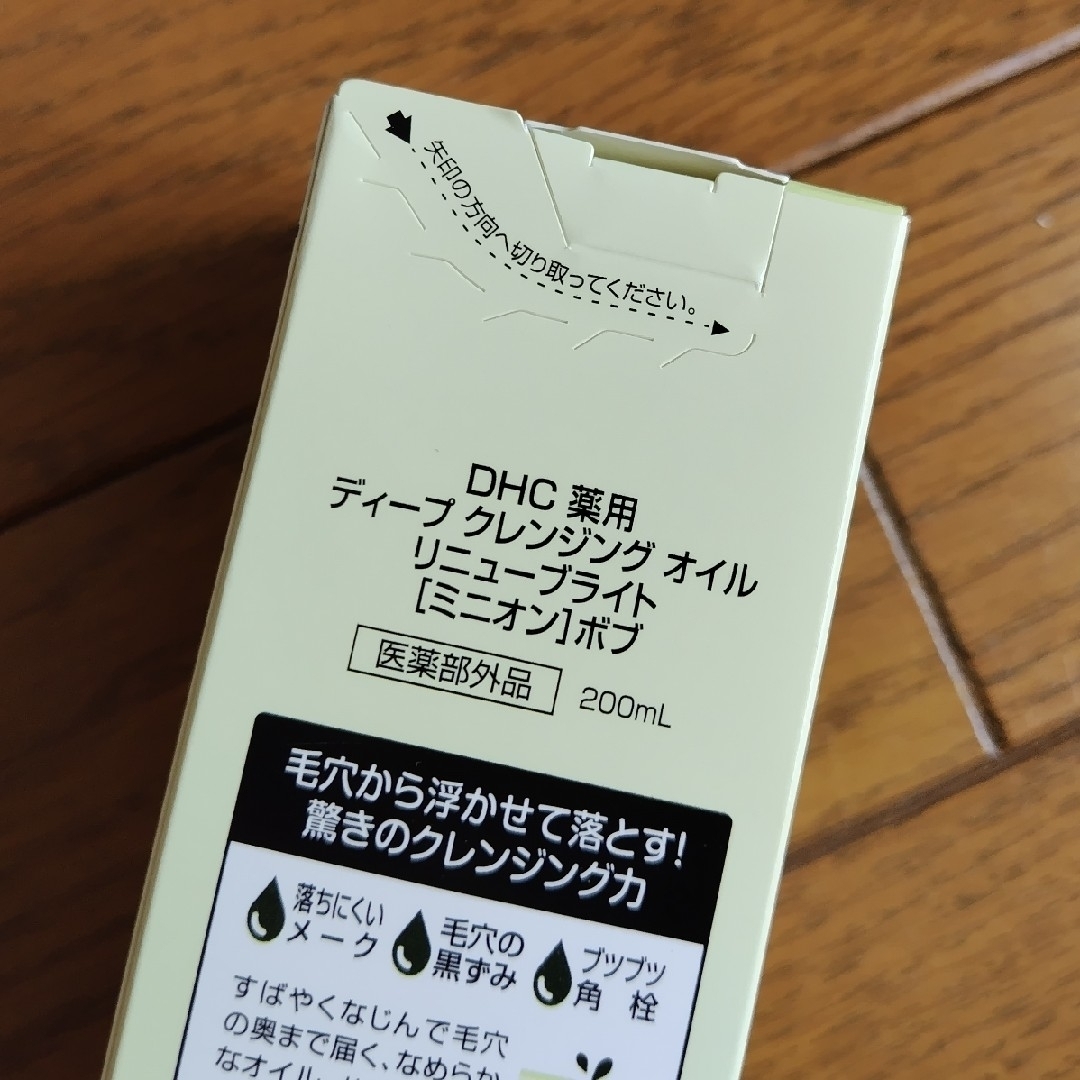 矢印の方向へ切り取ってください。
DHC 薬用
ディープ クレンジング オイル
リニューブライト
[ミニオン]ボブ
医薬部外品 200mL
毛穴から浮かせて落とす!
驚きのクレンジング力
落ちにくい
メーク
毛穴の
黒ずみ
ブツブツ
角 栓
すばやくなじんで毛穴
の奥まで届く、なめらか
なオイル